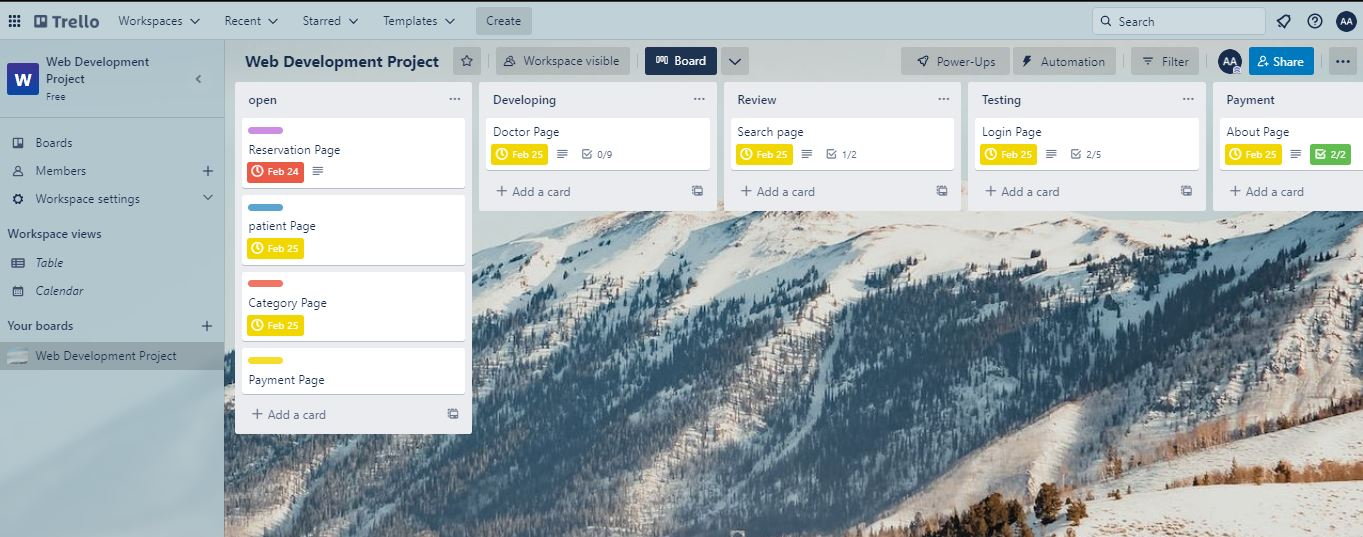 Trello Workspaces Recent Starred Templates Create Search AA
W Web Development
Project
Free
Boards
Members
Workspace settings
Workspace views
Table
Calendar
Your boards
Web Development Project
Web Development Project Workspace visible Board Power-Ups Automation Filter AA Share
open
Reservation Page
Feb 24
patient Page
Feb 25
Category Page
Feb 25
Payment Page
Add a card
Developing
Doctor Page
Feb 25 0/9
Add a card
Review
Search page
Feb 25 1/2
Add a card
Testing
Login Page
Feb 25 2/5
Add a card
Payment
About Page
Feb 25 2/2
Add a card